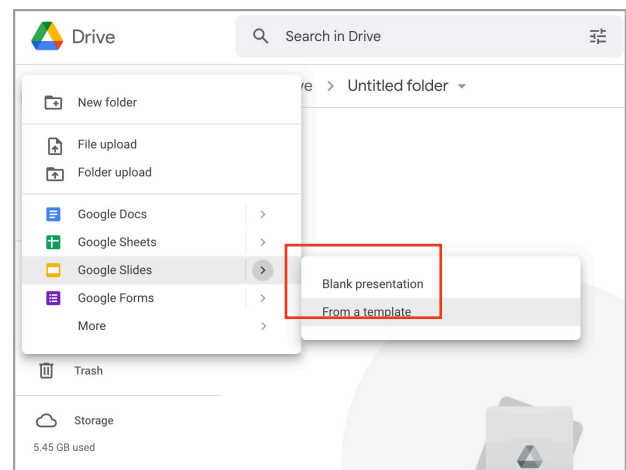 Drive
Search in Drive
ve > Untitled folder
New folder
File upload
Folder upload
Google Docs
Google Sheets
Google Slides
Blank presentation
Google Forms
From a template
More
Trash
Storage
5.45 GB used